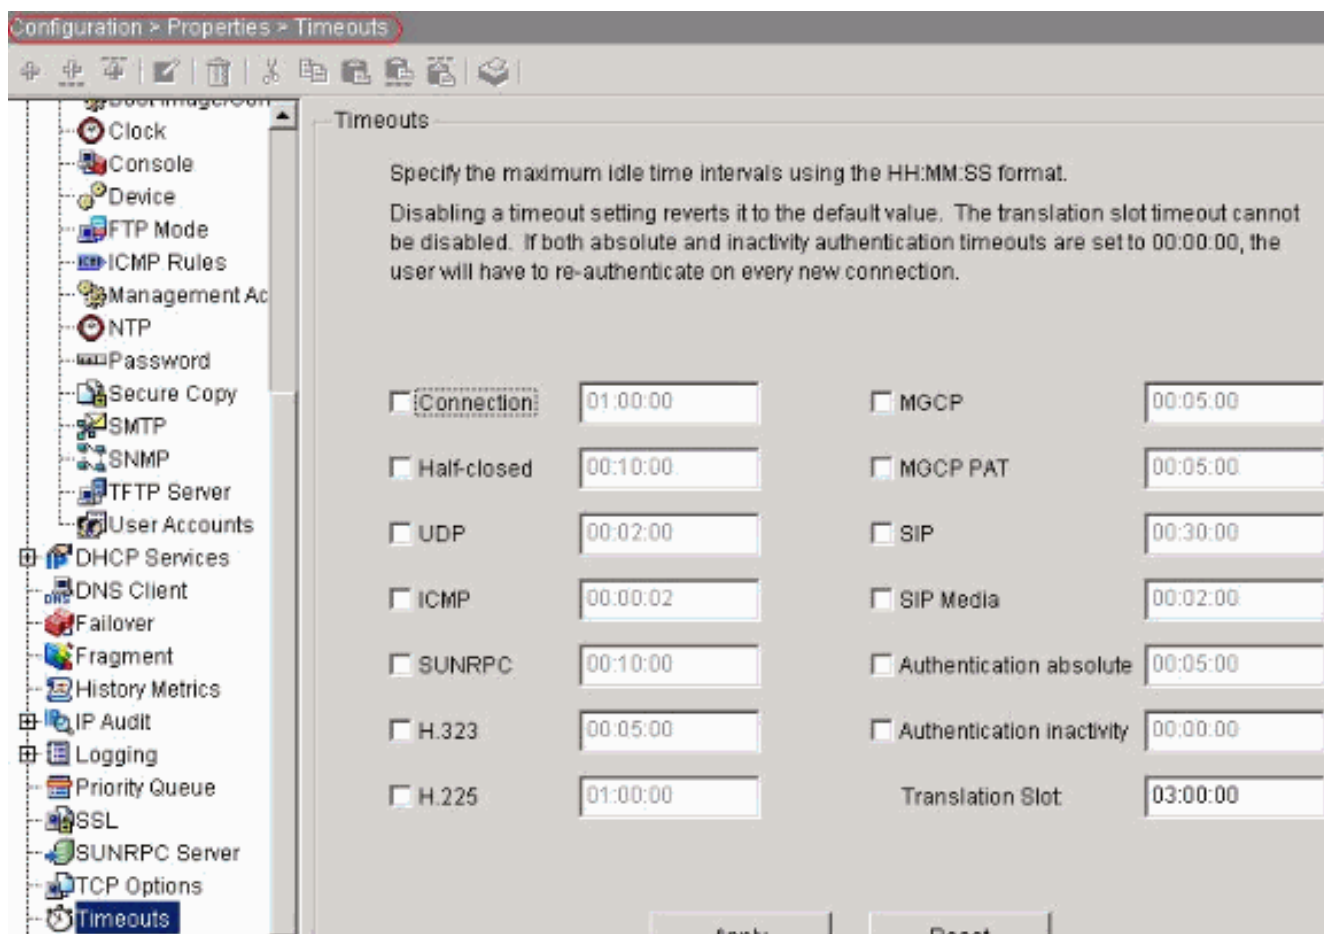 Configuration > Properties > Timeouts
Clock
Console
Device
FTP Mode
ICMP Rules
Management Ac
NTP
Password
Secure Copy
SMTP
SNMP
TFTP Server
User Accounts
DHCP Services
DNS Client
Failover
Fragment
History Metrics
IP Audit
Logging
Priority Queue
SSL
SUNRPC Server
TCP Options
Timeouts
Timeouts
Specify the maximum idle time intervals using the HH:MM:SS format.
Disabling a timeout setting reverts it to the default value. The translation slot timeout cannot
be disabled. If both absolute and inactivity authentication timeouts are set to 00:00:00, the
user will have to re-authenticate on every new connection.
Connection 01:00:00 MGCP 00:05:00
Half-closed 00:10:00 MGCP PAT 00:05:00
UDP 00:02:00 SIP 00:30:00
ICMP 00:00:02 SIP Media 00:02:00
SUNRPC 00:10:00 Authentication absolute 00:05:00
H.323 00:05:00 Authentication inactivity 00:00:00
H.225 01:00:00 Translation Slot: 03:00:00